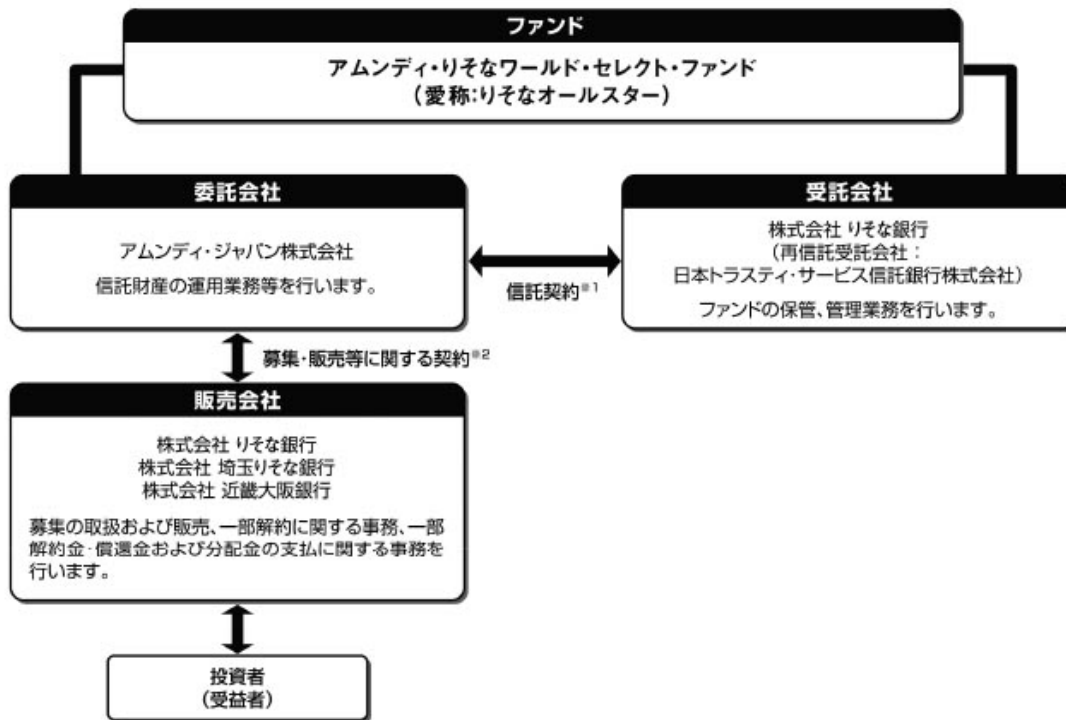 ファンド
アムンディ・りそなワールド・セレクト・ファンド
(愛称:りそなオールスター)
委託会社
アムンディ・ジャパン株式会社
信託財産の運用業務等を行います。
受託会社
株式会社 りそな銀行
(再信託受託会社:
日本トラスティ・サービス信託銀行株式会社)
ファンドの保管、管理業務を行います。
信託契約※1
募集・販売等に関する契約※2
販売会社
株式会社 りそな銀行
株式会社 埼玉りそな銀行
株式会社 近畿大阪銀行
募集の取扱および販売、一部解約に関する事務、一部
解約金・償還金および分配金の支払に関する事務を
行います。
投資者
(受益者)